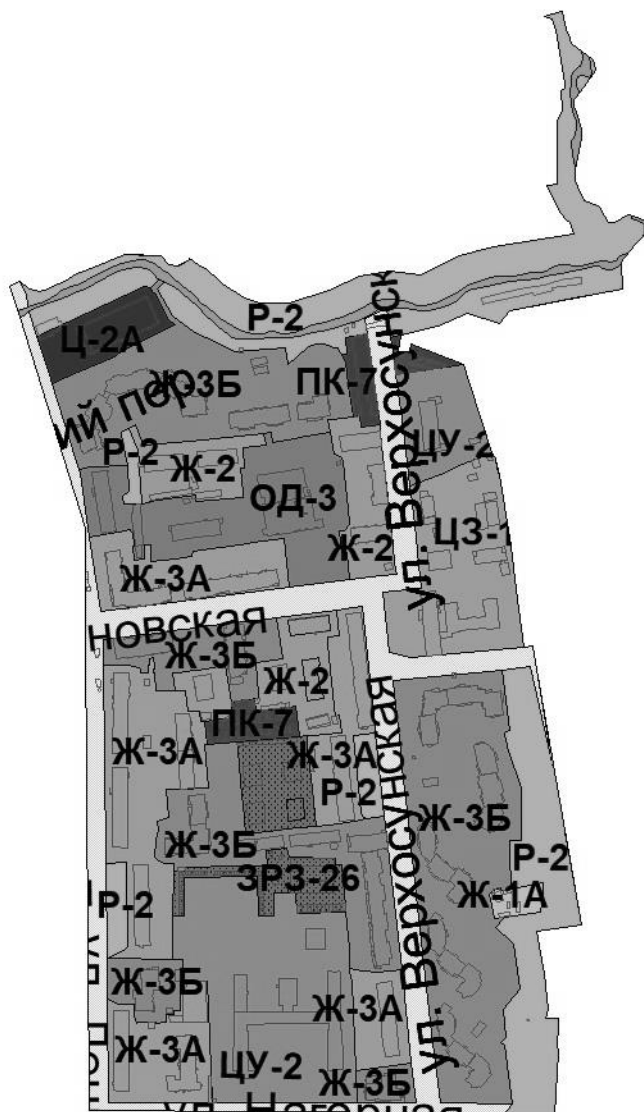 Р-2
Ц-2А
Ж-3Б
ПК-7
ий пер
Р-2
Ж-2
ЦУ-2
ОД-3
Ж-2
ЦЗ-1
ул. Верхосунск
Ж-3А
новская
Ж-3Б
Ж-2
ПК-7
Ж-3А
Ж-3А
Р-2
Ж-3Б
Ж-3Б
ул. Верхосунская
Р-2
ЗРЗ-26
Ж-1А
Р-2
Ж-3Б
Ж-3А
Ж-3А
ЦУ-2
Ж-3Б
ул. Нагорная